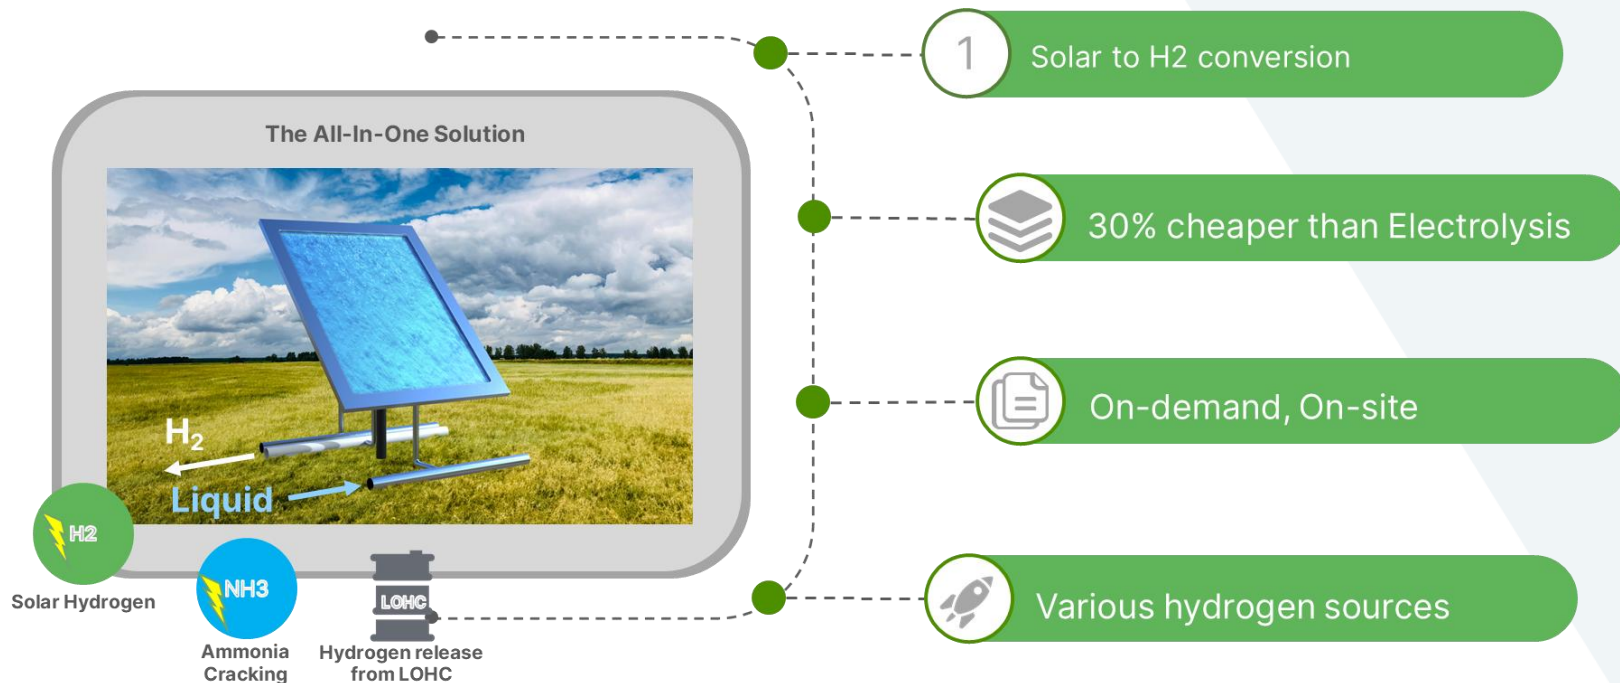 The All-In-One Solution
H₂
Liquid
H2
Solar Hydrogen
NH3
Ammonia
Cracking
LOHC
Hydrogen release
from LOHC
1
Solar to H2 conversion
30% cheaper than Electrolysis
On-demand, On-site
Various hydrogen sources